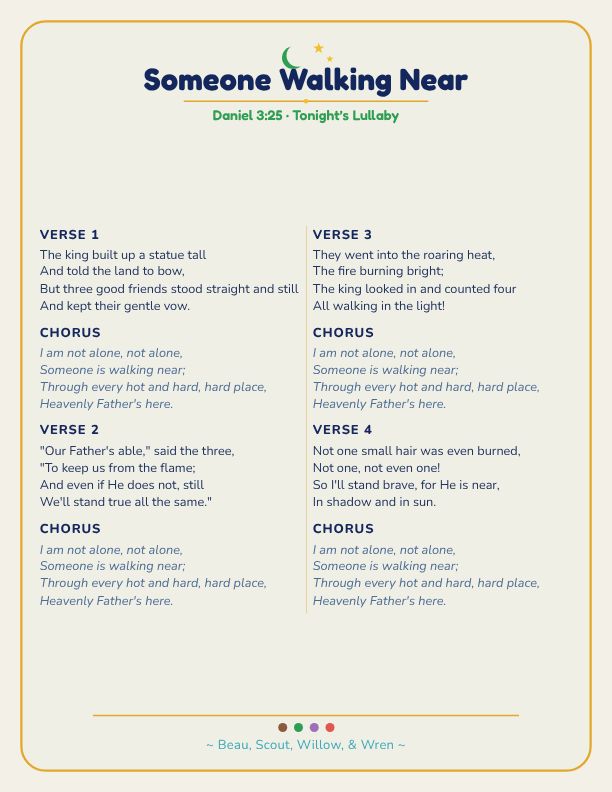 Someone Walking Near
Daniel 3:25 · Tonight's Lullaby
VERSE 1
The king built up a statue tall
And told the land to bow,
But three good friends stood straight and still
And kept their gentle vow.
CHORUS
I am not alone, not alone,
Someone is walking near;
Through every hot and hard, hard place,
Heavenly Father's here.
VERSE 2
"Our Father's able," said the three,
"To keep us from the flame;
And even if He does not, still
We'll stand true all the same."
CHORUS
I am not alone, not alone,
Someone is walking near;
Through every hot and hard, hard place,
Heavenly Father's here.
VERSE 3
They went into the roaring heat,
The fire burning bright;
The king looked in and counted four
All walking in the light!
CHORUS
I am not alone, not alone,
Someone is walking near;
Through every hot and hard, hard place,
Heavenly Father's here.
VERSE 4
Not one small hair was even burned,
Not one, not even one!
So I'll stand brave, for He is near,
In shadow and in sun.
CHORUS
I am not alone, not alone,
Someone is walking near;
Through every hot and hard, hard place,
Heavenly Father's here.
~ Beau, Scout, Willow, & Wren ~